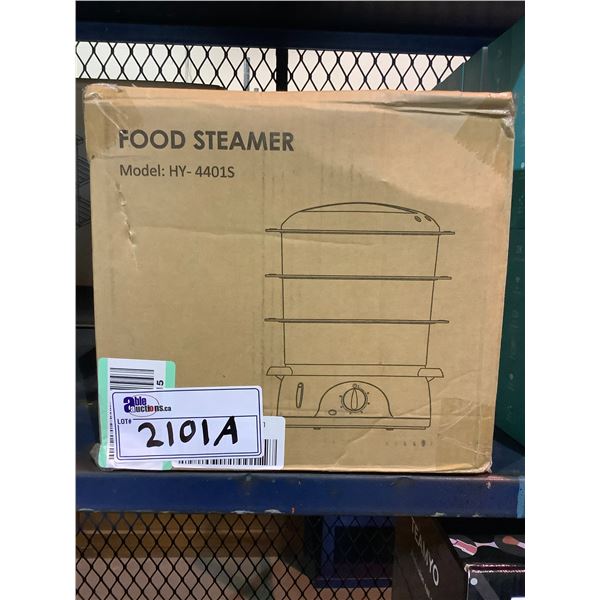 FOOD STEAMER
Model: HY- 4401S
able
auctions.ca
LOT#
2101A